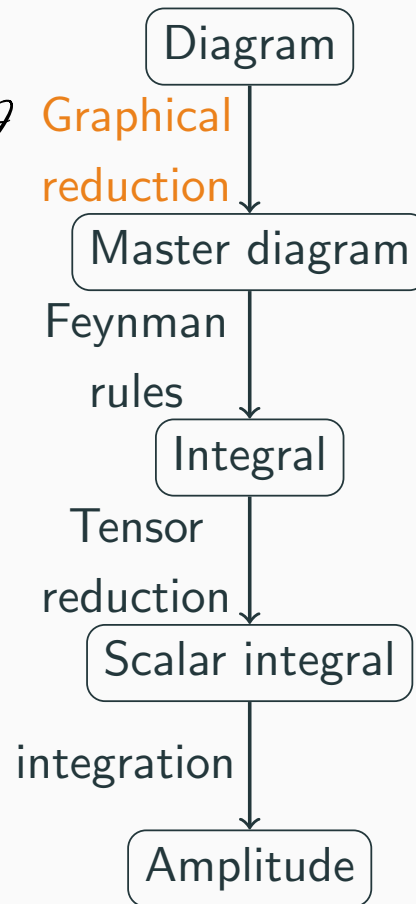 Diagram
Graphical
reduction
Master diagram
Feynman
rules
Integral
Tensor
reduction
Scalar integral
integration
Amplitude